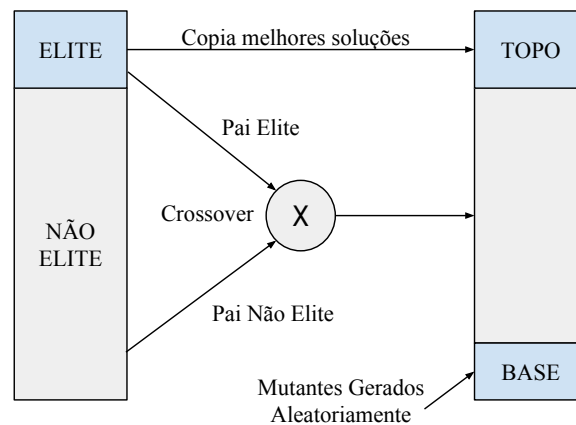 ELITE
Copia melhores soluções
TOPO
Pai Elite
Crossover
X
NÃO
ELITE
Pai Não Elite
Mutantes Gerados
Aleatoriamente
BASE